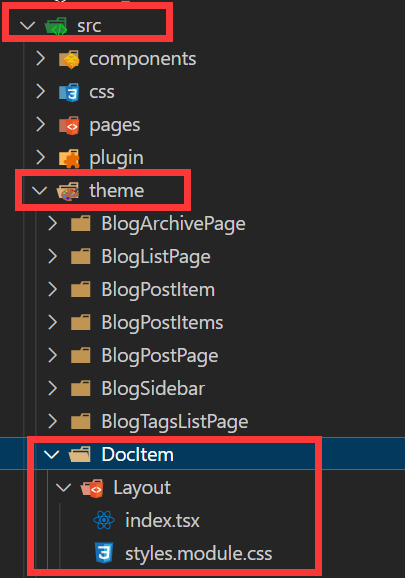 src
components
css
pages
plugin
theme
BlogArchivePage
BlogListPage
BlogPostItem
BlogPostItems
BlogPostPage
BlogSidebar
BlogTagsListPage
DocItem
Layout
index.tsx
styles.module.css